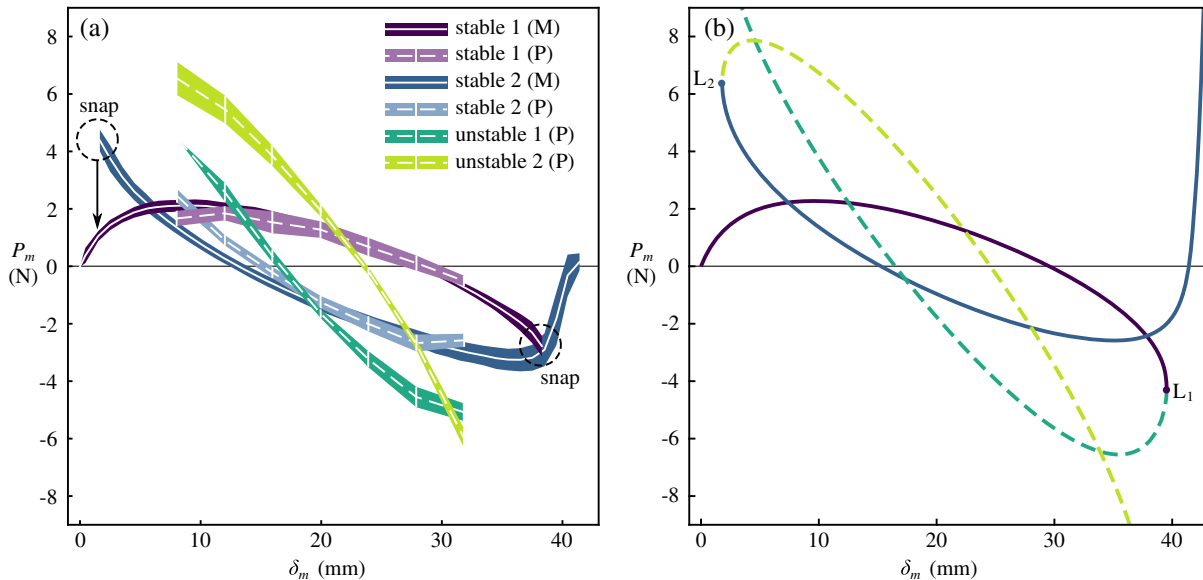 (a)
stable 1 (M)
stable 1 (P)
stable 2 (M)
stable 2 (P)
unstable 1 (P)
unstable 2 (P)
snap
snap
8
6
4
2
0
-2
-4
-6
-8
P_m
(N)
0
10
20
30
40
δ_m (mm)
(b)
L₂
L₁
8
6
4
2
0
-2
-4
-6
-8
P_m
(N)
0
10
20
30
40
δ_m (mm)